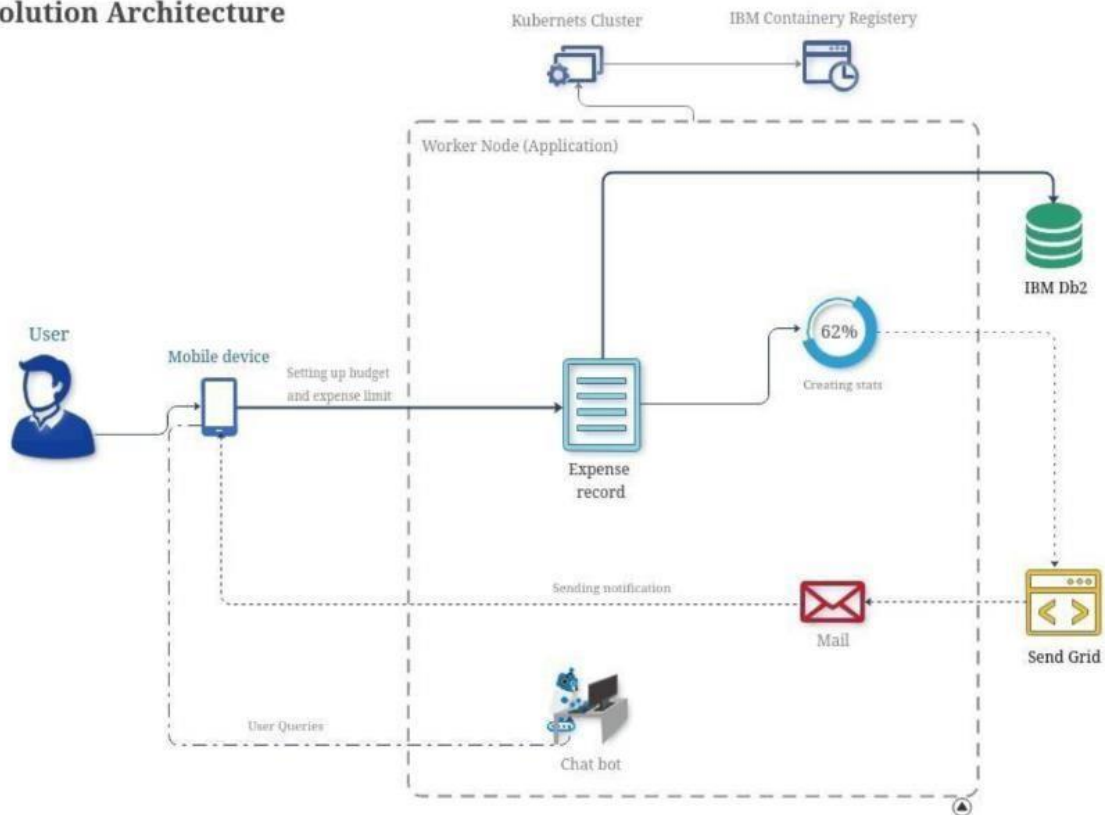 olution Architecture
Kubernets Cluster
IBM Containery Registery
Worker Node (Application)
IBM Db2
User
Mobile device
Setting up budget
and expense limit
62%
Creating stats
Expense
record
Sending notification
Mail
Send Grid
User Queries
Chat bot